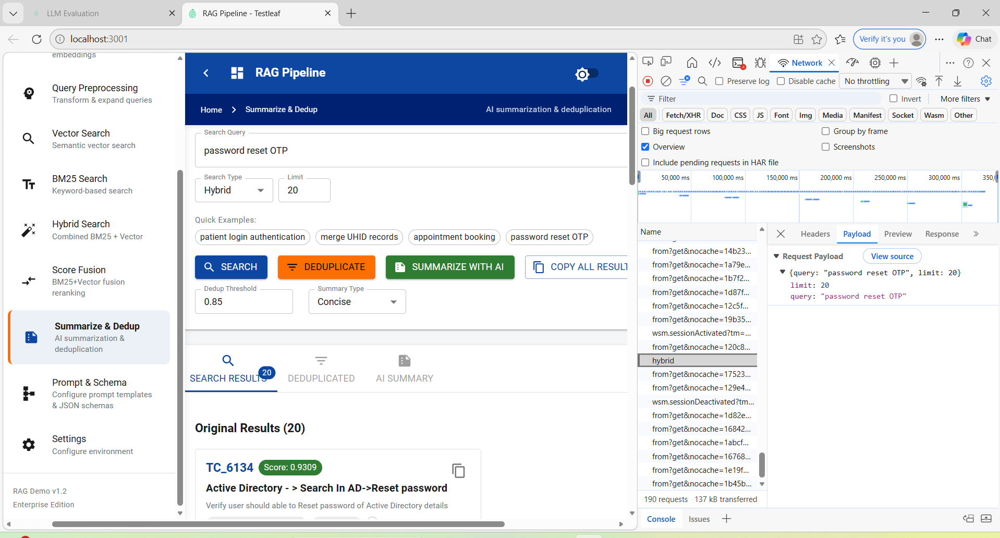 LLM Evaluation
RAG Pipeline - Testleaf
localhost:3001
Verify it's you
Chat
embeddings
Query Preprocessing
Transform & expand queries
Vector Search
Semantic vector search
BM25 Search
Keyword-based search
Hybrid Search
Combined BM25 + Vector
Score Fusion
BM25+Vector fusion
reranking
Summarize & Dedup
AI summarization &
deduplication
Prompt & Schema
Configure prompt templates
& JSON schemas
Settings
Configure environment
RAG Demo v1.2
Enterprise Edition
RAG Pipeline
Home
Summarize & Dedup
AI summarization & deduplication
Search Query
password reset OTP
Search Type
Hybrid
Limit
20
Quick Examples:
patient login authentication
merge UHID records
appointment booking
password reset OTP
SEARCH
DEDUPLICATE
SUMMARIZE WITH AI
COPY ALL RESULT
Dedup Threshold
0.85
Summary Type
Concise
SEARCH RESULTS
20
DEDUPLICATED
AI SUMMARY
Original Results (20)
TC_6134
Score: 0.9309
Active Directory - > Search In AD->Reset password
Verify user should able to Reset password of Active Directory details
Network
Preserve log
Disable cache
No throttling
Filter
Invert
More filters
All
Fetch/XHR
Doc
CSS
JS
Font
Img
Media
Manifest
Socket
Wasm
Other
Big request rows
Group by frame
Overview
Screenshots
Include pending requests in HAR file
50,000 ms
100,000 ms
150,000 ms
200,000 ms
250,000 ms
300,000 ms
350,0
Name
from?get&nocache=14b23...
from?get&nocache=1a79e...
from?get&nocache=1b7f2...
from?get&nocache=1d87f...
from?get&nocache=12c5f...
from?get&nocache=19b35...
wsm.sessionActivated?tm=...
from?get&nocache=120c8...
hybrid
from?get&nocache=17523...
from?get&nocache=129e4...
wsm.sessionDeactivated?tm...
from?get&nocache=1d82e...
from?get&nocache=16842...
from?get&nocache=1abcf...
from?get&nocache=16768...
from?get&nocache=1e19f...
from?get&nocache=1b45b...
190 requests
137 kB transferred
Headers
Payload
Preview
Response
Request Payload
View source
{query: "password reset OTP", limit: 20}
limit: 20
query: "password reset OTP"
Console
Issues